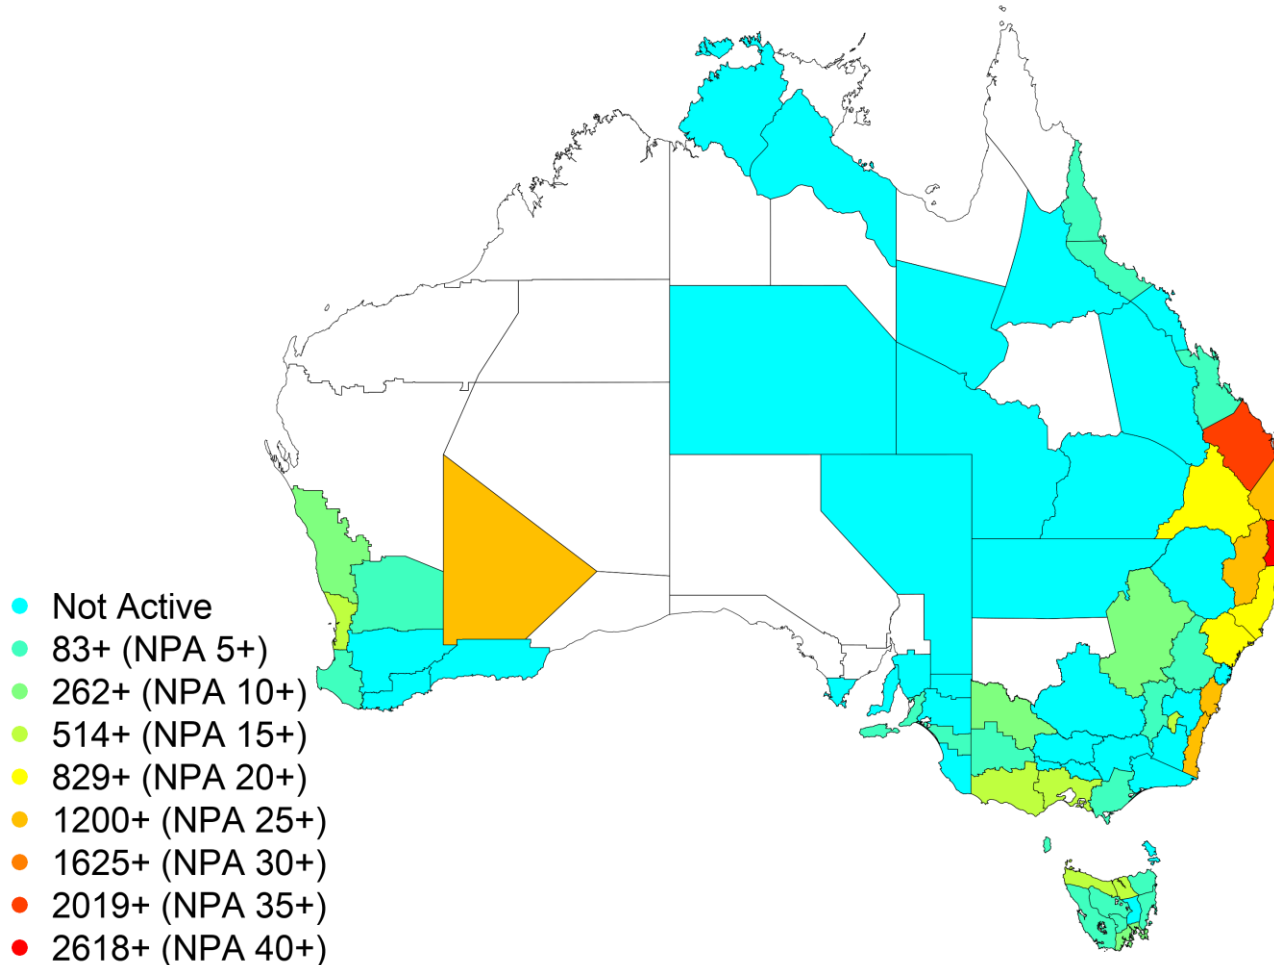 Not Active
83+ (NPA 5+)
262+ (NPA 10+)
514+ (NPA 15+)
829+ (NPA 20+)
1200+ (NPA 25+)
1625+ (NPA 30+)
2019+ (NPA 35+)
2618+ (NPA 40+)